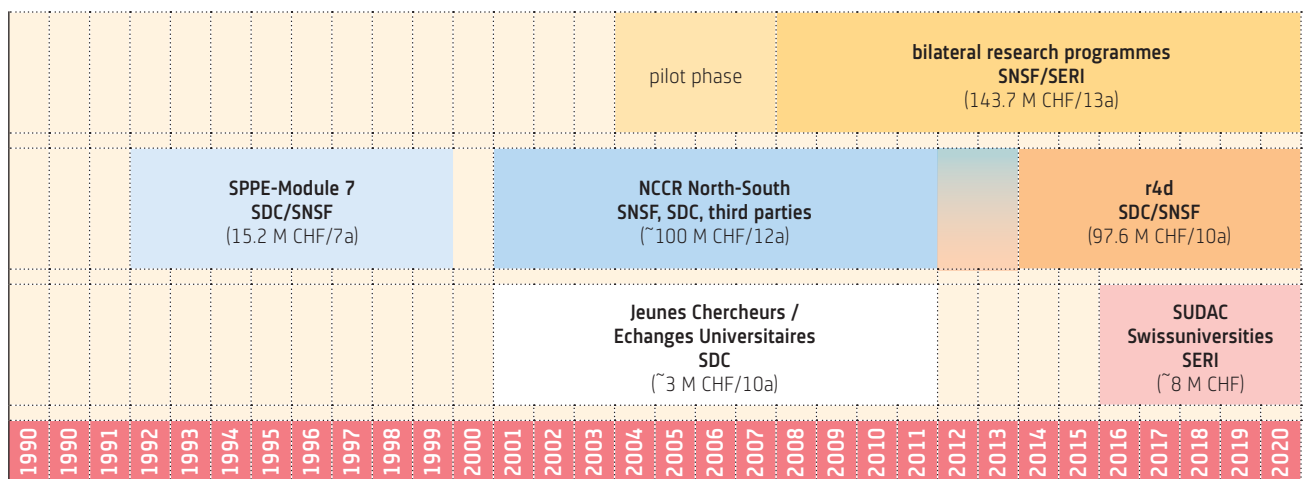 pilot phase
bilateral research programmes
SNSF/SERI
(143.7 M CHF/13a)
SPPE-Module 7
SDC/SNSF
(15.2 M CHF/7a)
NCCR North-South
SNSF, SDC, third parties
(~100 M CHF/12a)
r4d
SDC/SNSF
(97.6 M CHF/10a)
Jeunes Chercheurs /
Echanges Universitaires
SDC
(~3 M CHF/10a)
SUDAC
Swissuniversities
SERI
(~8 M CHF)
1990
1990
1991
1992
1993
1994
1995
1996
1997
1998
1999
2000
2001
2002
2003
2004
2005
2006
2007
2008
2009
2010
2011
2012
2013
2014
2015
2016
2017
2018
2019
2020